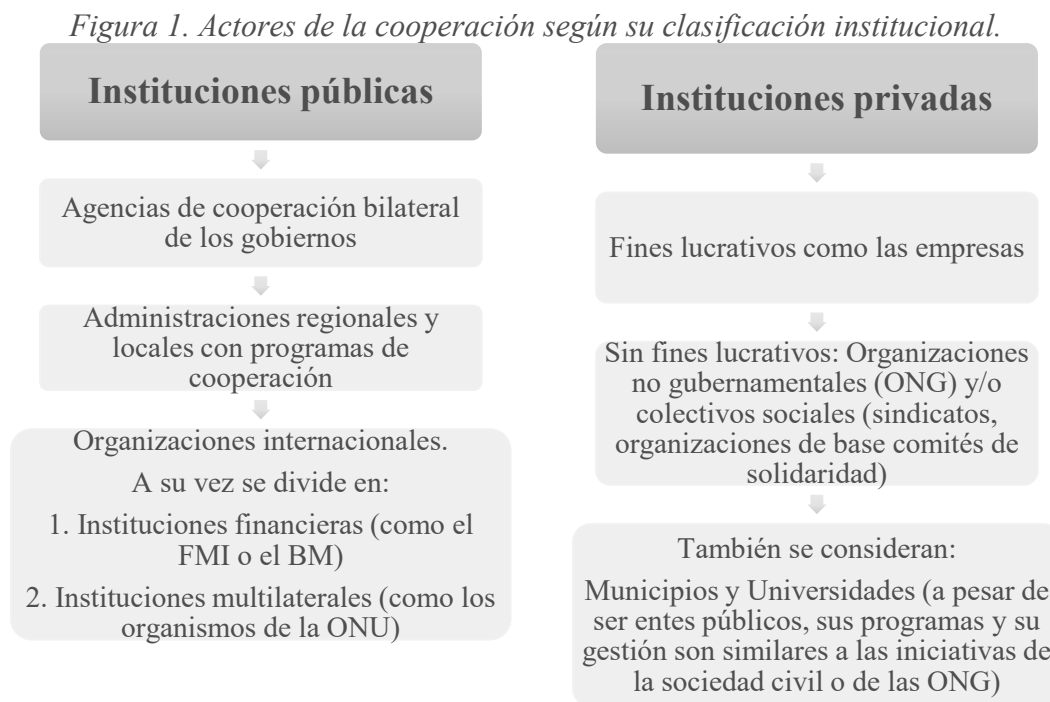 Figura 1. Actores de la cooperación según su clasificación institucional.
Instituciones públicas
Agencias de cooperación bilateral
de los gobiernos
Administraciones regionales y
locales con programas de
cooperación
Organizaciones internacionales.
A su vez se divide en:
1. Instituciones financieras (como el
FMI o el BM)
2. Instituciones multilaterales (como los
organismos de la ONU)
Instituciones privadas
Fines lucrativos como las empresas
Sin fines lucrativos: Organizaciones
no gubernamentales (ONG) y/o
colectivos sociales (sindicatos,
organizaciones de base comités de
solidaridad)
También se consideran:
Municipios y Universidades (a pesar de
ser entes públicos, sus programas y su
gestión son similares a las iniciativas de
la sociedad civil o de las ONG)